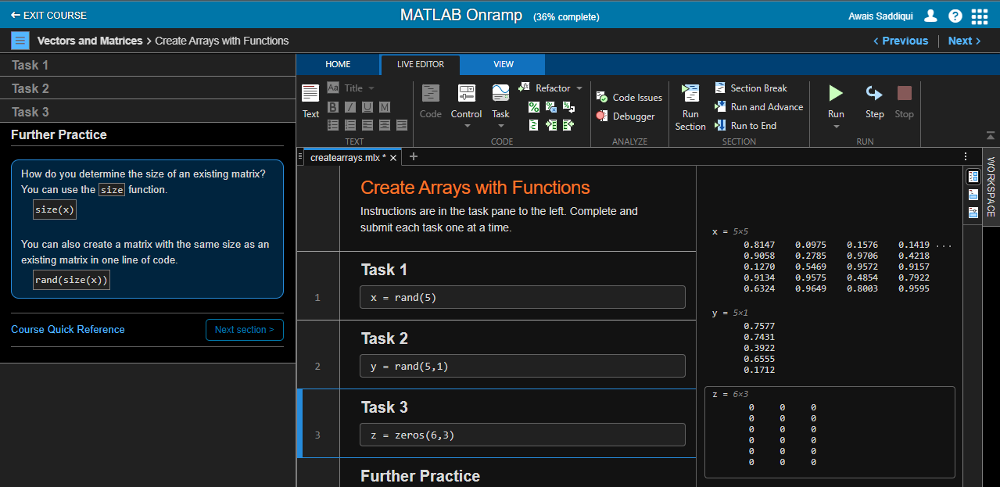 EXIT COURSE
MATLAB Onramp (36% complete)
Awais Saddiqui
Vectors and Matrices > Create Arrays with Functions
< Previous | Next >
Task 1
Task 2
Task 3
Further Practice
How do you determine the size of an existing matrix?
You can use the size function.
size(x)
You can also create a matrix with the same size as an
existing matrix in one line of code.
rand(size(x))
Course Quick Reference
Next section >
HOME
LIVE EDITOR
VIEW
Text
Aa Title
B I U M
TEXT
Code
Control
Task
Refactor
CODE
Code Issues
Debugger
ANALYZE
Run
Section
Section Break
Run and Advance
Run to End
SECTION
Run
Step
Stop
RUN
createarrays.mlx * × +
WORKSPACE
Create Arrays with Functions
Instructions are in the task pane to the left. Complete and
submit each task one at a time.
Task 1
1 x = rand(5)
Task 2
2 y = rand(5,1)
Task 3
3 z = zeros(6,3)
Further Practice
x = 5×5
0.8147 0.0975 0.1576 0.1419 ...
0.9058 0.2785 0.9706 0.4218
0.1270 0.5469 0.9572 0.9157
0.9134 0.9575 0.4854 0.7922
0.6324 0.9649 0.8003 0.9595
y = 5×1
0.7577
0.7431
0.3922
0.6555
0.1712
z = 6×3
0 0 0
0 0 0
0 0 0
0 0 0
0 0 0
0 0 0